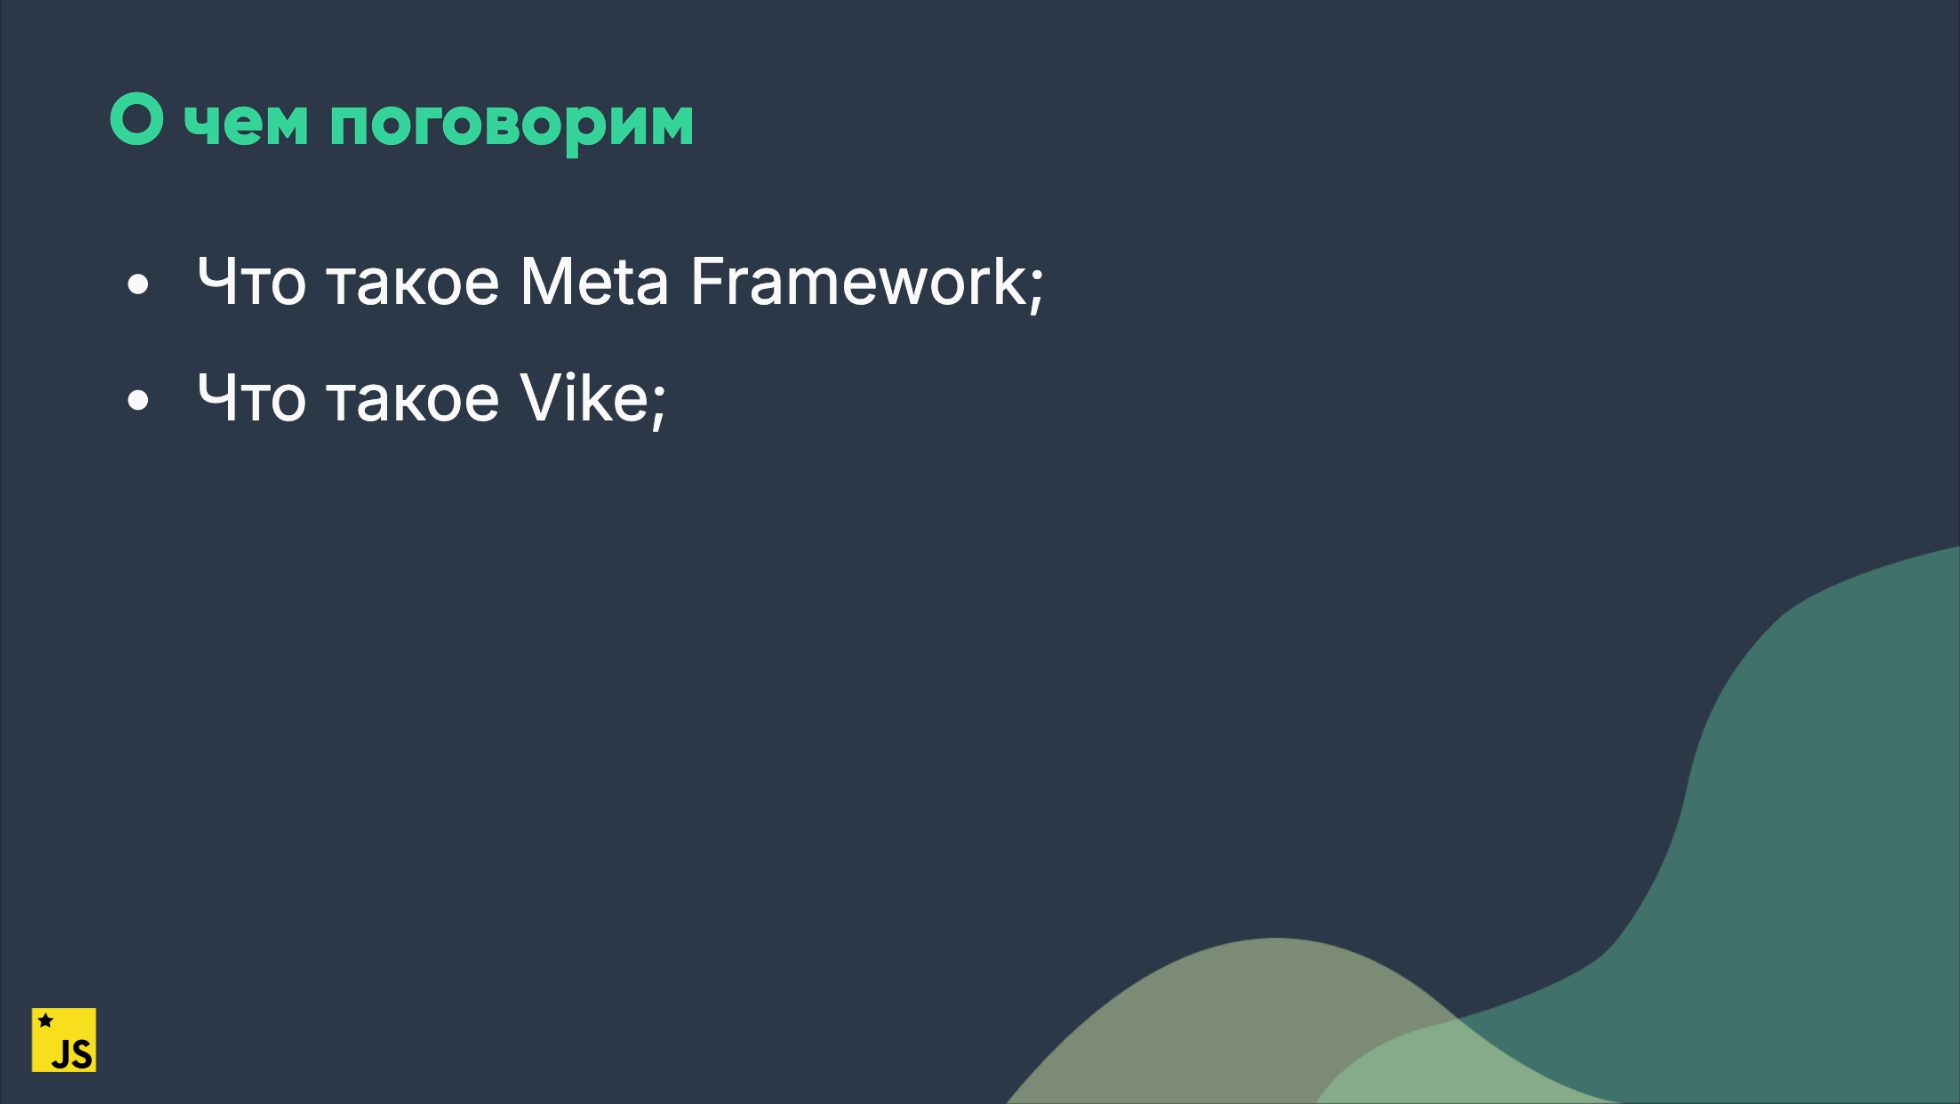 О чем поговорим
• Что такое Meta Framework;
• Что такое Vike;
JS